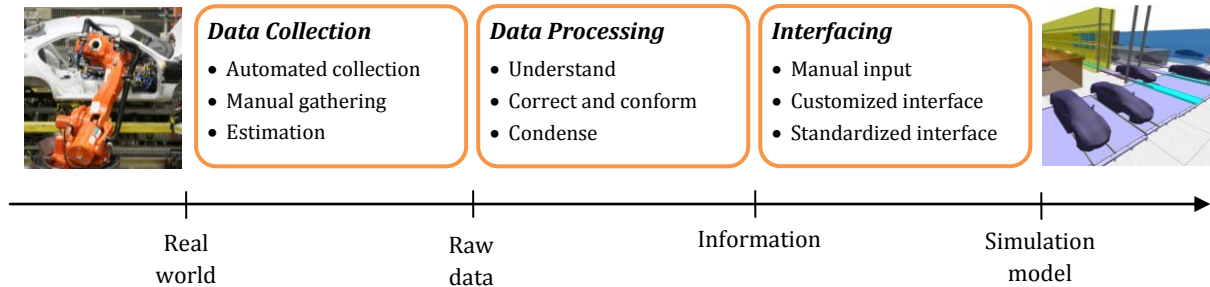 Data Collection
• Automated collection
• Manual gathering
• Estimation
Data Processing
• Understand
• Correct and conform
• Condense
Interfacing
• Manual input
• Customized interface
• Standardized interface
Real
world
Raw
data
Information
Simulation
model